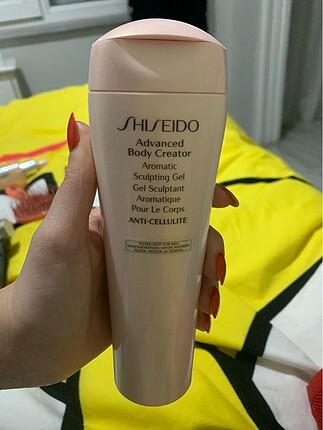 SHISEIDO
Advanced
Body Creator
Aromatic
Sculpting Gel
Gel Sculptant
Aromatique
Pour Le Corps
ANTI-CELLULITE